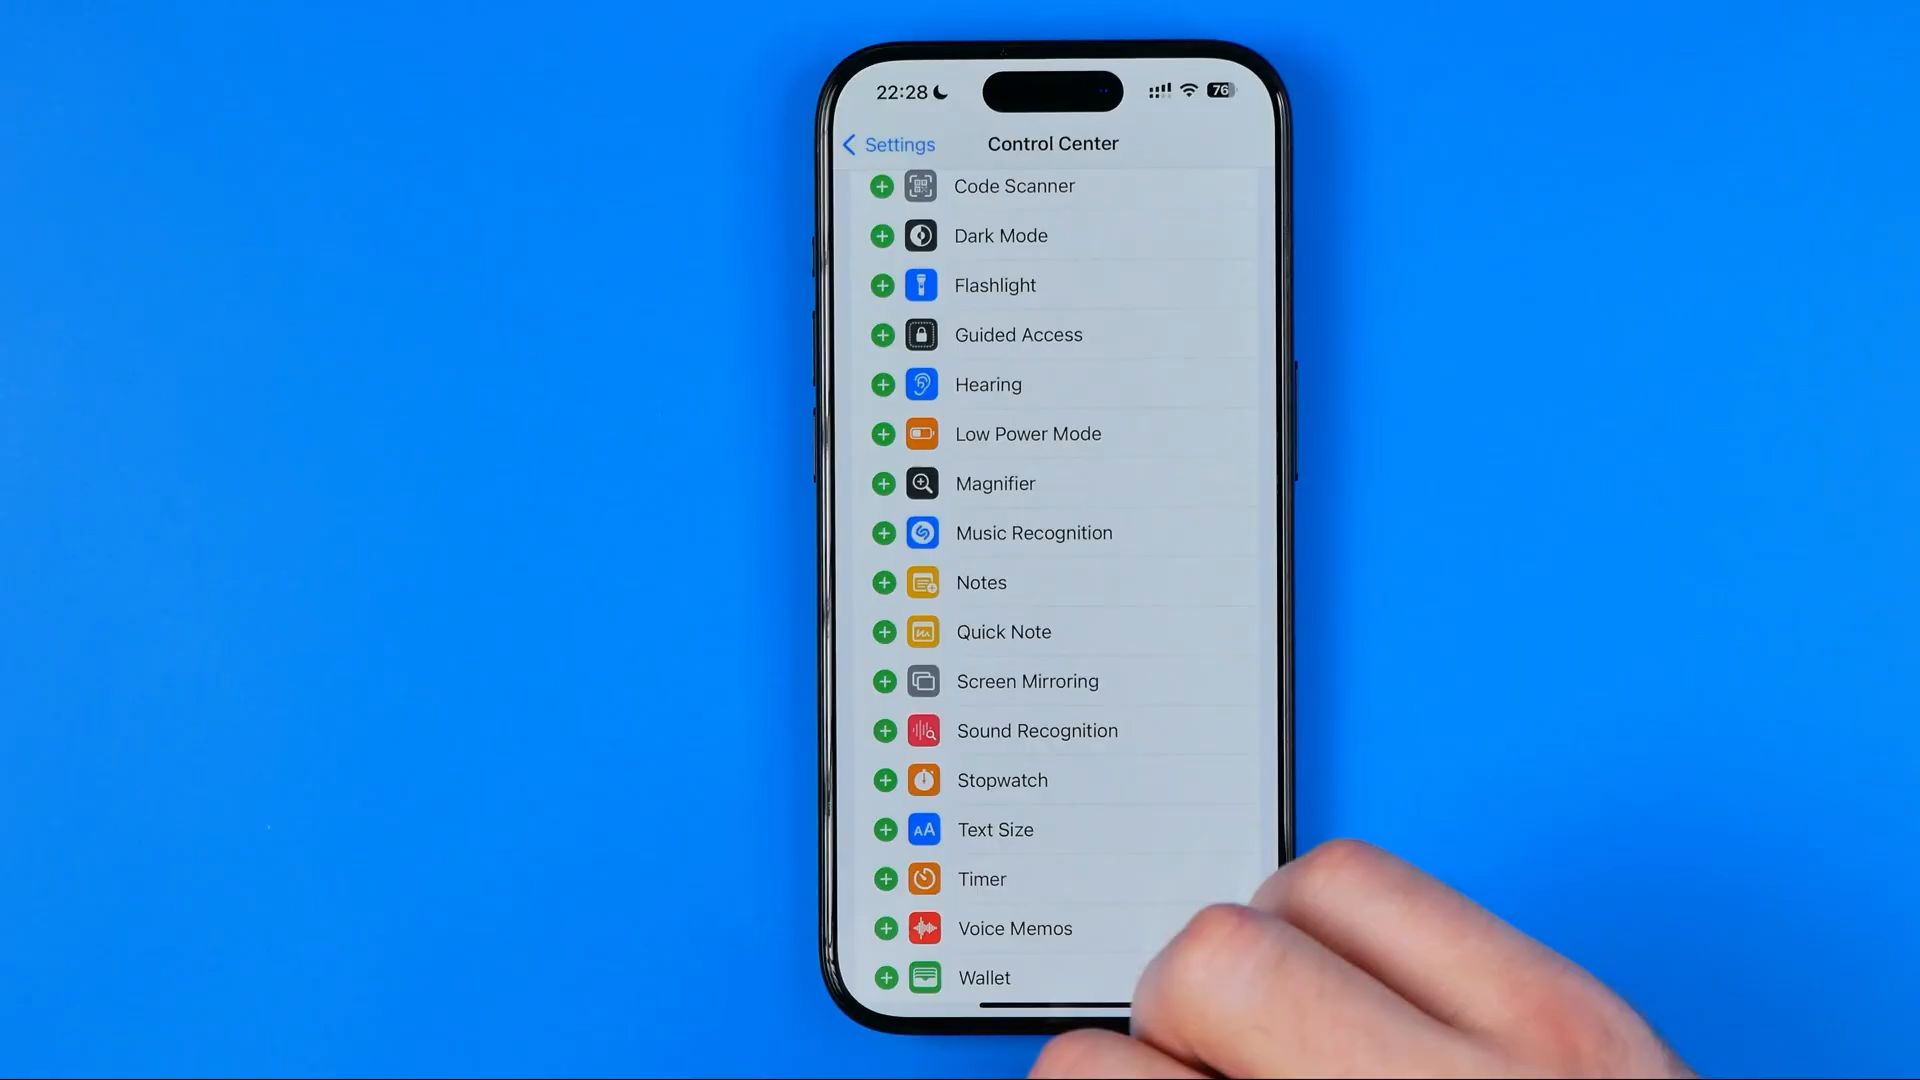 22:28
76
Settings
Control Center
Code Scanner
Dark Mode
Flashlight
Guided Access
Hearing
Low Power Mode
Magnifier
Music Recognition
Notes
Quick Note
Screen Mirroring
Sound Recognition
Stopwatch
AA
Text Size
Timer
Voice Memos
Wallet